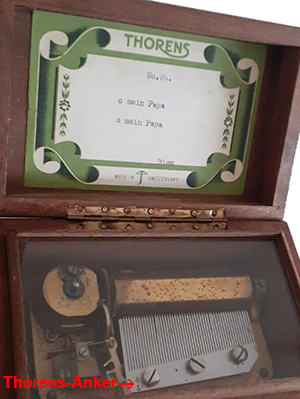 THORENS
No.26.
o mein Papa
o mein Papa
MADE IN SWITZERLAND
Thorens-Anker→